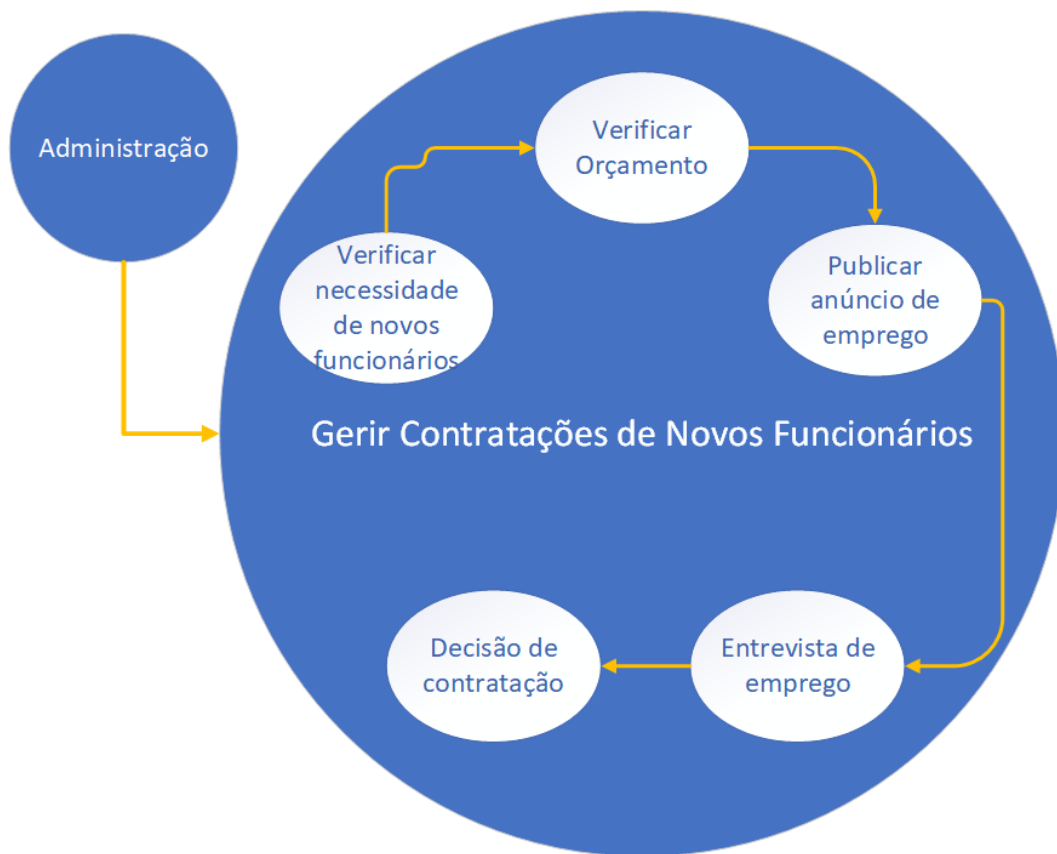 Administração
Verificar
Orçamento
Verificar
necessidade
de novos
funcionários
Publicar
anúncio de
emprego
Gerir Contratações de Novos Funcionários
Decisão de
contratação
Entrevista de
emprego